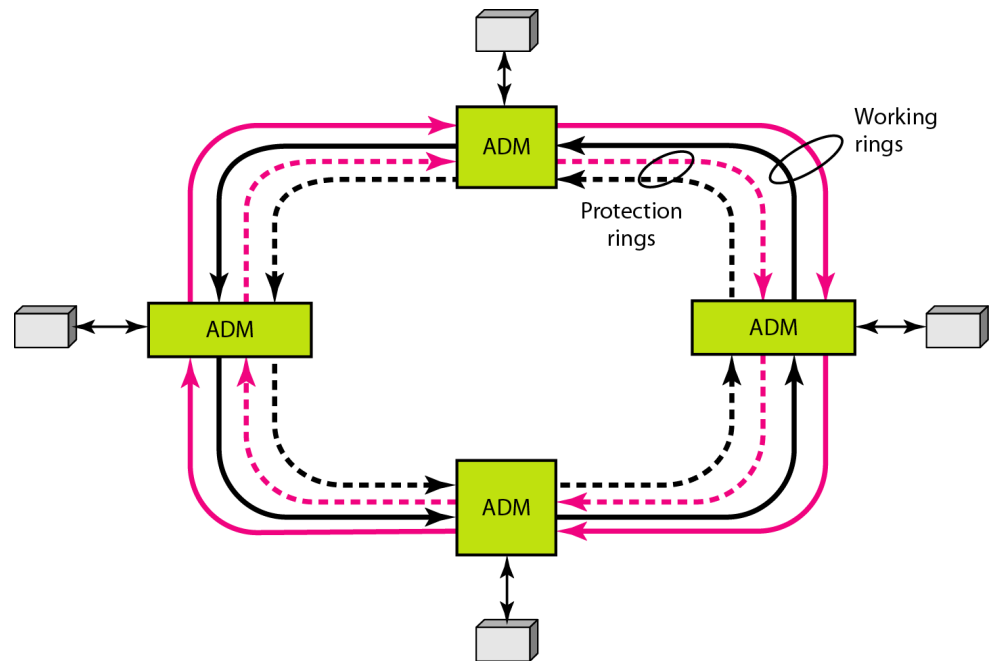 ADM
Working
rings
Protection
rings
ADM
ADM
ADM